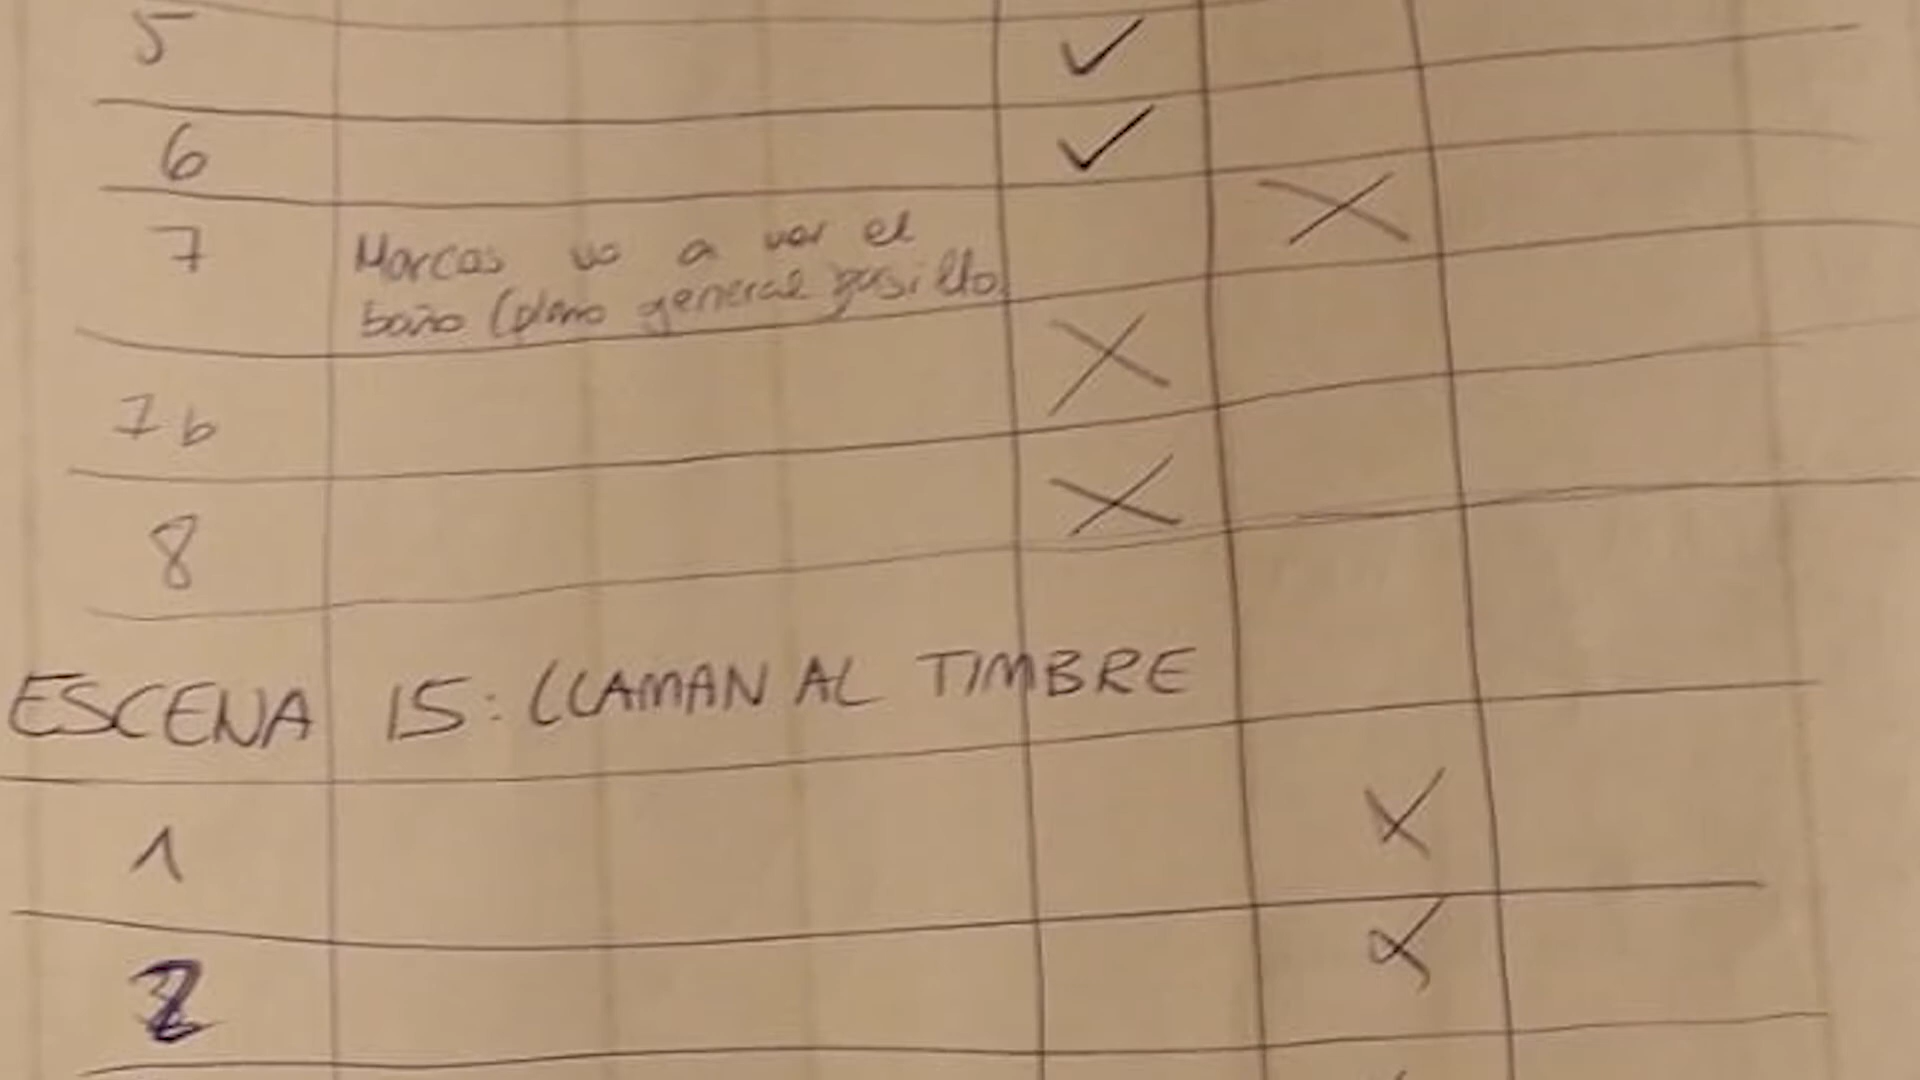 5 ✓
6 ✓
7 Marcos va a ver el
baño (plano general pasillo
7b
8
ESCENA 15: LLAMAN AL TIMBRE
1
2